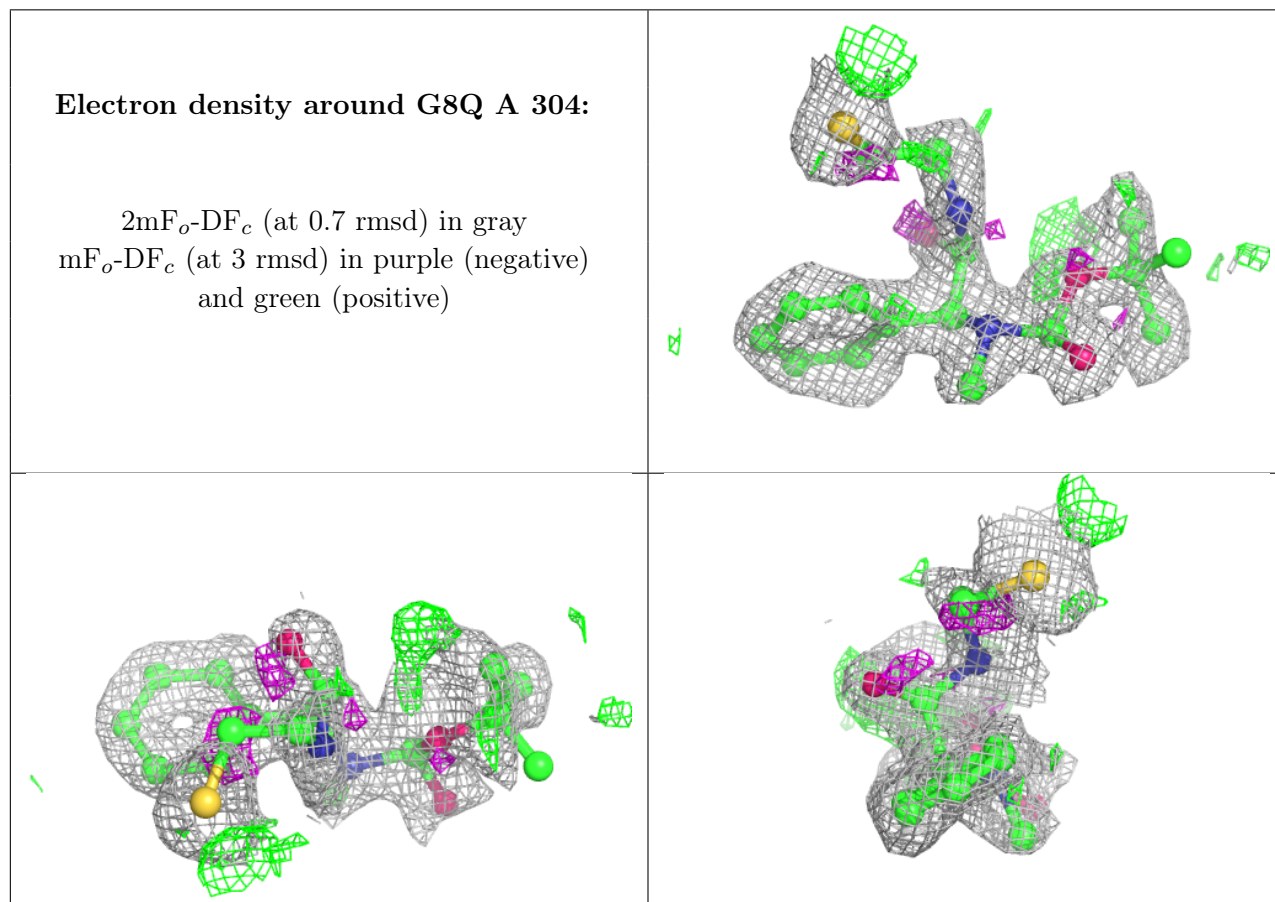 Electron density around G8Q A 304:
2mFo-DFc (at 0.7 rmsd) in gray
mFo-DFc (at 3 rmsd) in purple (negative)
and green (positive)